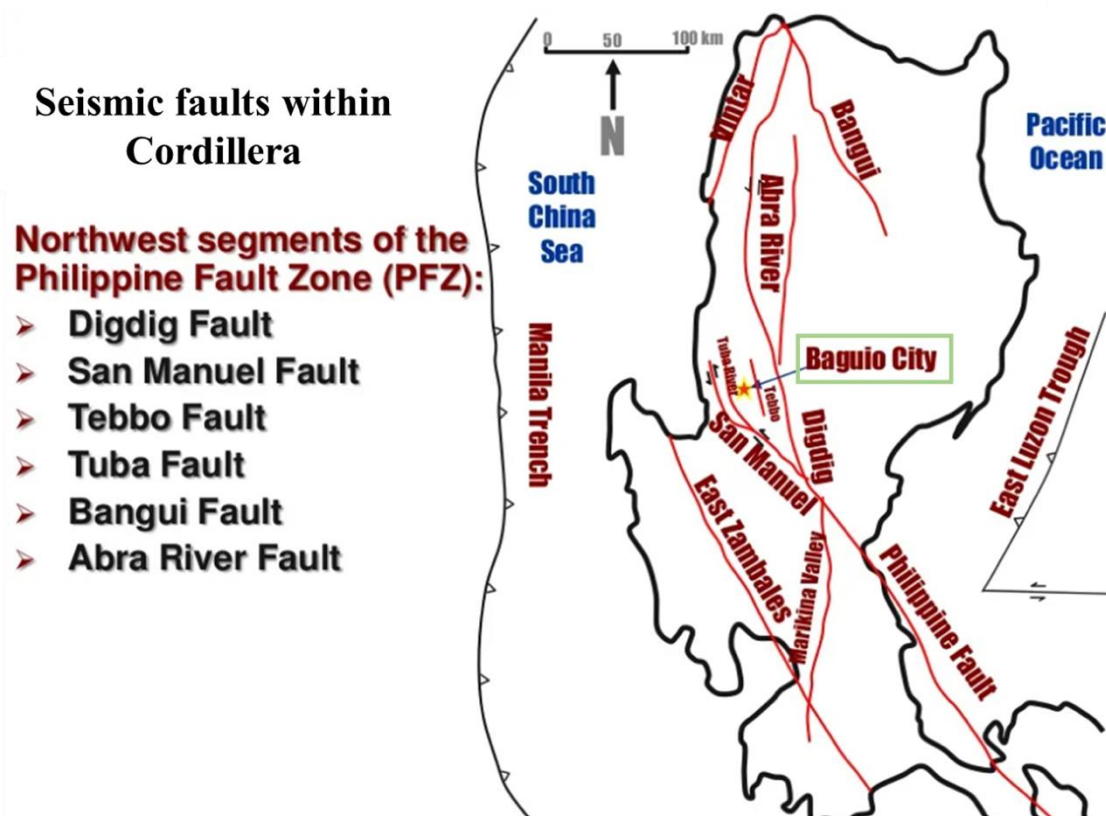 Seismic faults within
Cordillera
Northwest segments of the
Philippine Fault Zone (PFZ):
Digdig Fault
San Manuel Fault
Tebbo Fault
Tuba Fault
Bangui Fault
Abra River Fault
0 50 100 km
N
South
China
Sea
Pacific
Ocean
Manila Trench
Vintar
Bangui
Abra River
Baguio City
Tuba River
Tebbo
Digdig
San Manuel
East Zambales
Marikina Valley
Philippine Fault
East Luzon Trough